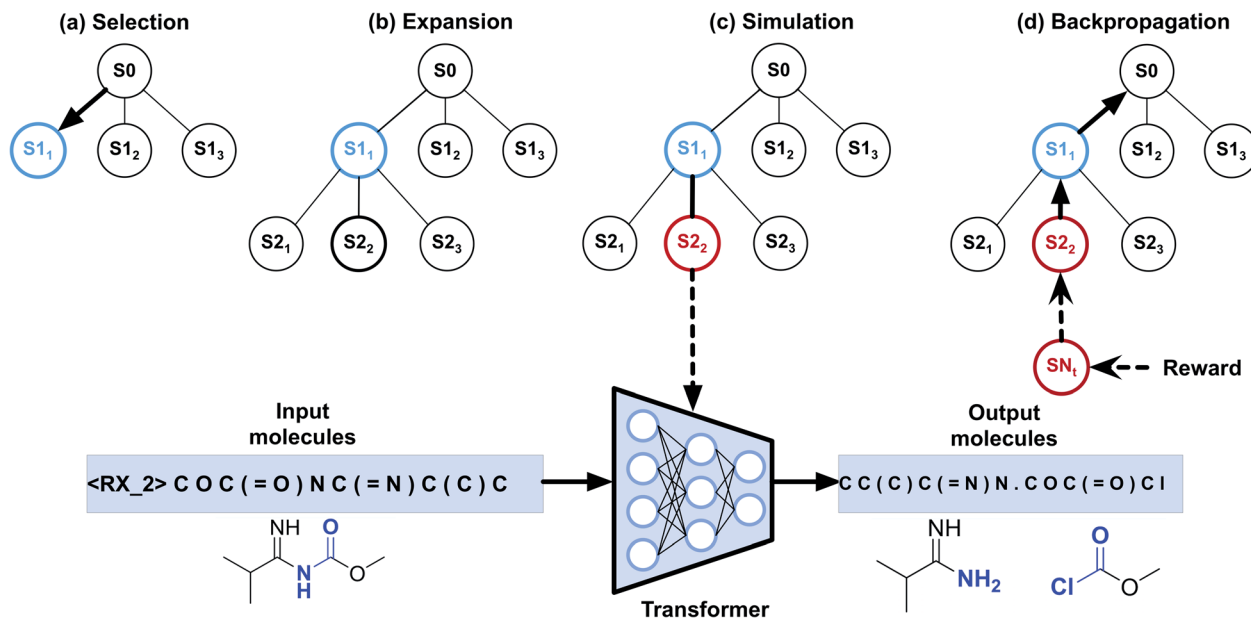 (a) Selection
(b) Expansion
(c) Simulation
(d) Backpropagation
S0
S1₁
S1₂
S1₃
S0
S1₁
S1₂
S1₃
S2₁
S2₂
S2₃
S0
S1₁
S1₂
S1₃
S2₁
S2₂
S2₃
S0
S1₁
S1₂
S1₃
S2₁
S2₂
S2₃
SNₜ
Reward
Input
molecules
<RX_2> C O C ( = O ) N C ( = N ) C ( C ) C
NH
O
N
H
O
Transformer
Output
molecules
C C ( C ) C ( = N ) N . C O C ( = O ) Cl
NH
NH₂
O
Cl
O